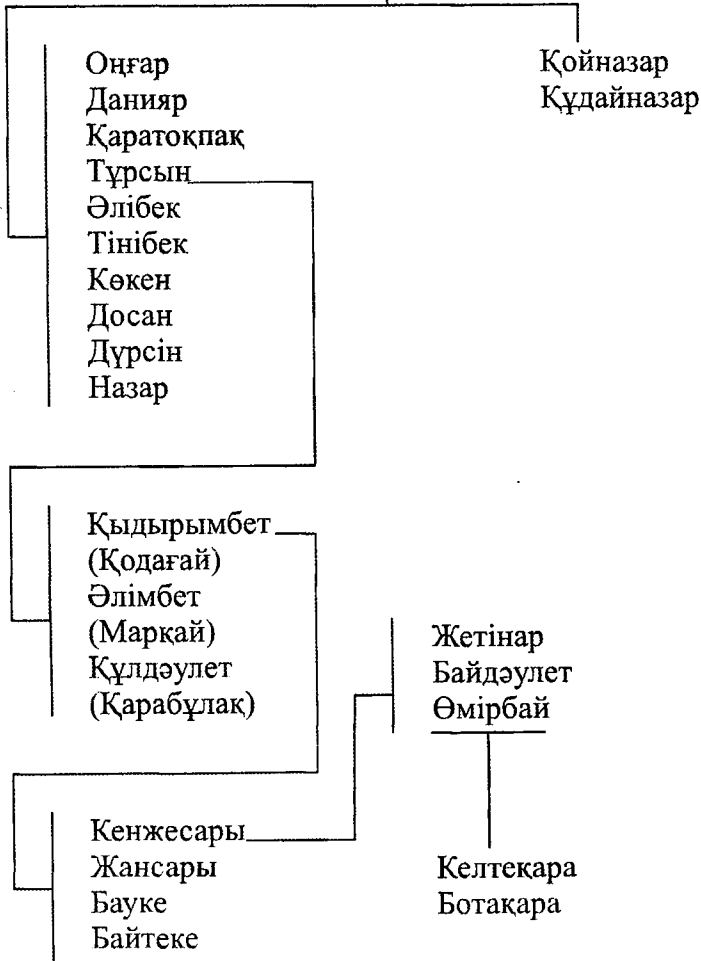 Оңғар
Данияр
Қаратоқпақ
Тұрсын
Әлібек
Тінібек
Көкен
Досан
Дүрсін
Назар
Қойназар
Құдайназар
Қыдырымбет
(Қодағай)
Әлімбет
(Марқай)
Құлдәулет
(Қарабұлақ)
Жетінар
Байдәулет
Өмірбай
Кенжесары
Жансары
Бауке
Байтеке
Келтеқара
Ботақара